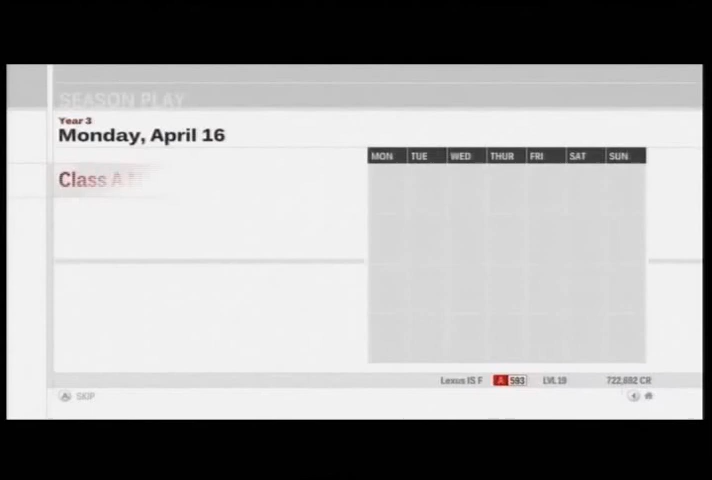 SEASON PLAY
Year 3
Monday, April 16
Class A
MON TUE WED THUR FRI SAT SUN
Lexus IS F A 593 LVL 19 722,692 CR
A SKIP